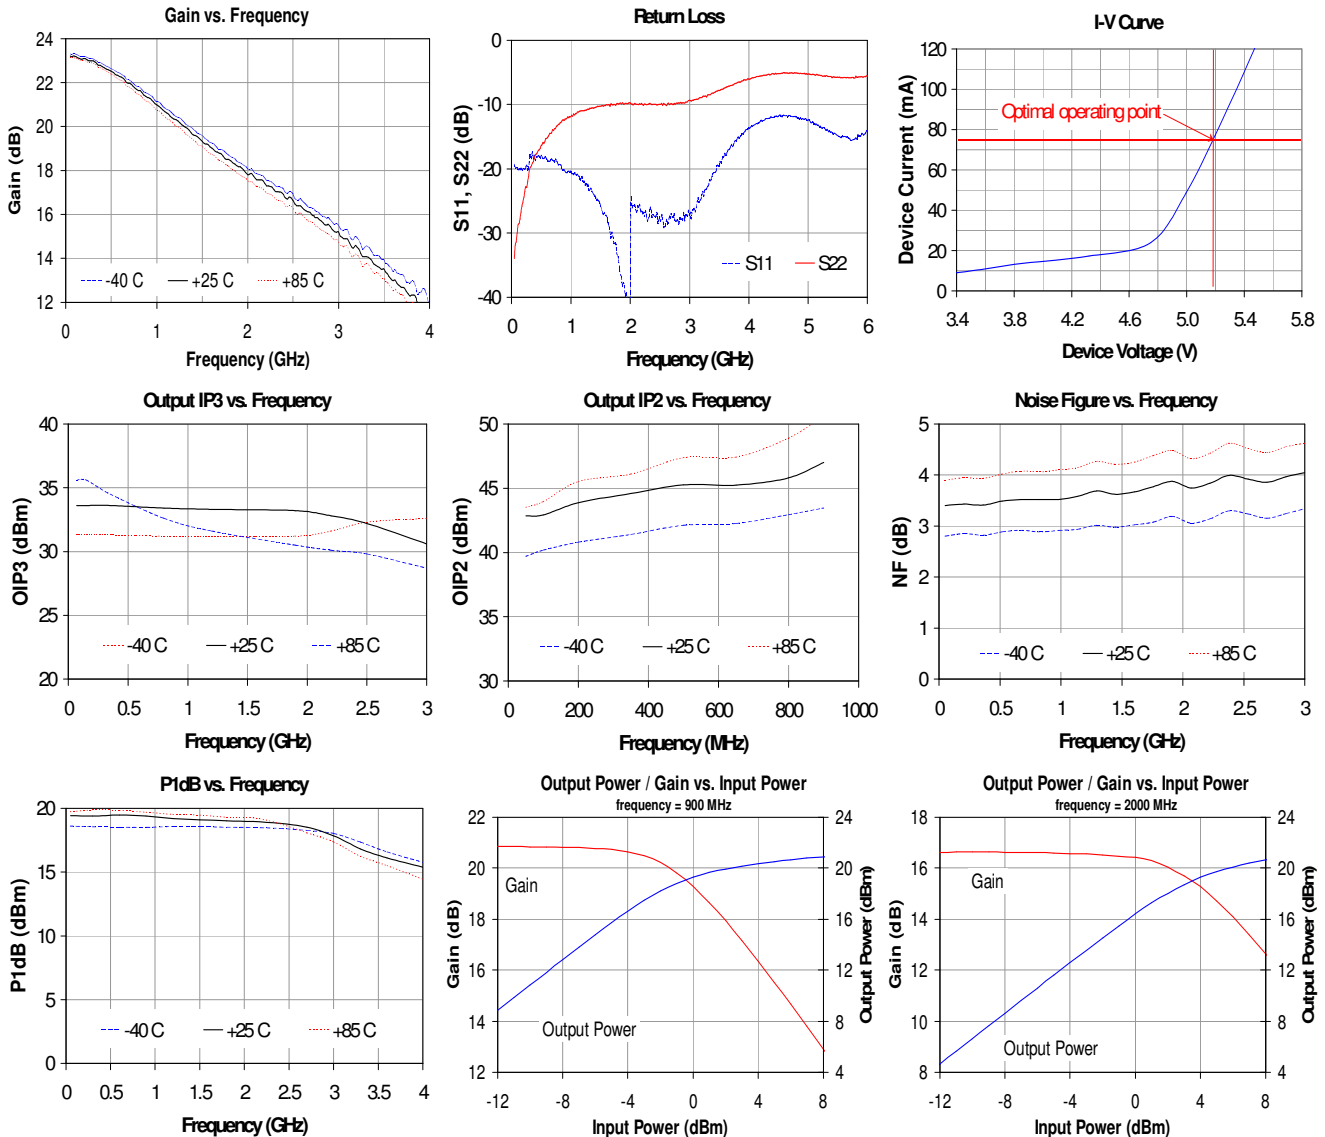 Gain vs. Frequency
24
22
20
18
16
14
12
Gain (dB)
-40 C
+25 C
+85 C
0
1
2
3
4
Frequency (GHz)
Return Loss
0
-10
-20
-30
-40
S11, S22 (dB)
S11
S22
0
1
2
3
4
5
6
Frequency (GHz)
I-V Curve
120
100
80
60
40
20
0
Device Current (mA)
Optimal operating point
3.4
3.8
4.2
4.6
5.0
5.4
5.8
Device Voltage (V)
Output IP3 vs. Frequency
40
35
30
25
20
OIP3 (dBm)
-40 C
+25 C
+85 C
0
0.5
1
1.5
2
2.5
3
Frequency (GHz)
Output IP2 vs. Frequency
50
45
40
35
30
OIP2 (dBm)
-40 C
+25 C
+85 C
0
200
400
600
800
1000
Frequency (MHz)
Noise Figure vs. Frequency
5
4
3
2
1
0
NF (dB)
-40 C
+25 C
+85 C
0
0.5
1
1.5
2
2.5
3
Frequency (GHz)
P1dB vs. Frequency
20
15
10
5
0
P1dB (dBm)
-40 C
+25 C
+85 C
0
0.5
1
1.5
2
2.5
3
3.5
4
Frequency (GHz)
Output Power / Gain vs. Input Power
frequency = 900 MHz
22
20
18
16
14
12
Gain (dB)
Gain
Output Power
24
20
16
12
8
4
Output Power (dBm)
-12
-8
-4
0
4
8
Input Power (dBm)
Output Power / Gain vs. Input Power
frequency = 2000 MHz
18
16
14
12
10
8
Gain (dB)
Gain
Output Power
24
20
16
12
8
4
Output Power (dBm)
-12
-8
-4
0
4
8
Input Power (dBm)